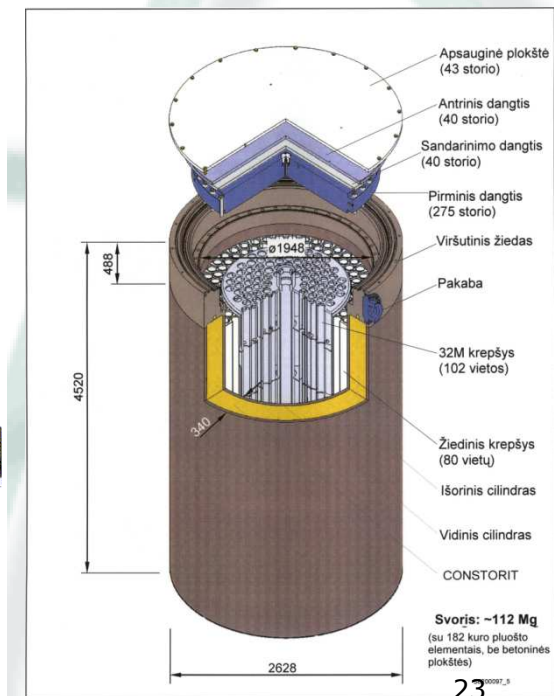 Apsauginė plokštė
(43 storio)
Antrinis dangtis
(40 storio)
Sandarinimo dangtis
(40 storio)
Pirminis dangtis
(275 storio)
Viršutinis žiedas
Pakaba
ø1948
488
4520
340
2628
32M krepšys
(102 vietos)
Žiedinis krepšys
(80 vietų)
Išorinis cilindras
Vidinis cilindras
CONSTORIT
Svoris: ~112 Mg
(su 182 kuro pluošto
elementais, be betoninės
plokštės)
23